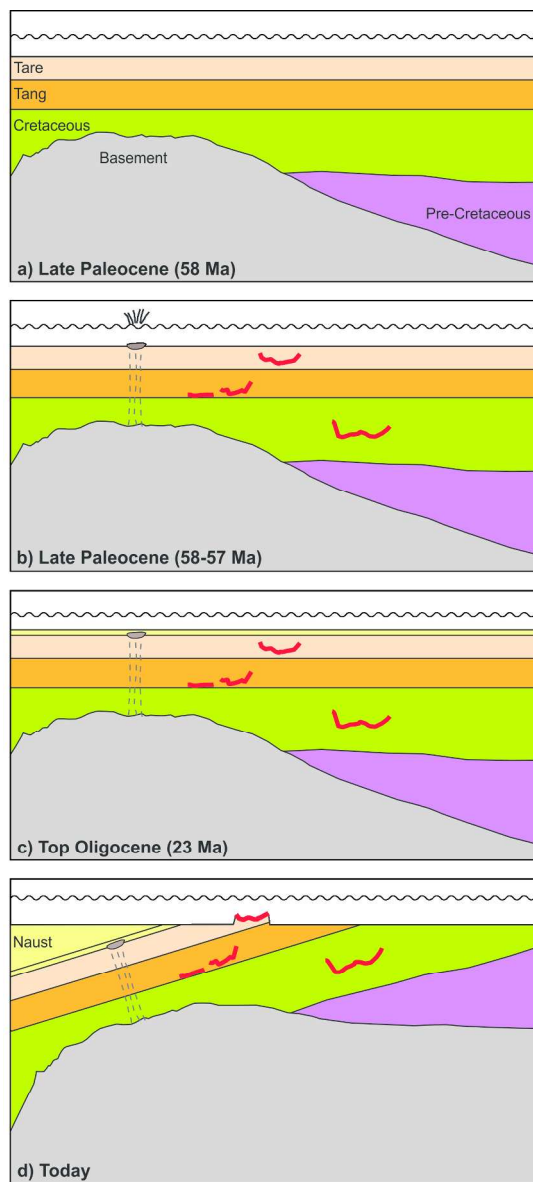 Tare
Tang
Cretaceous
Basement
Pre-Cretaceous
a) Late Paleocene (58 Ma)
b) Late Paleocene (58-57 Ma)
c) Top Oligocene (23 Ma)
Naust
d) Today